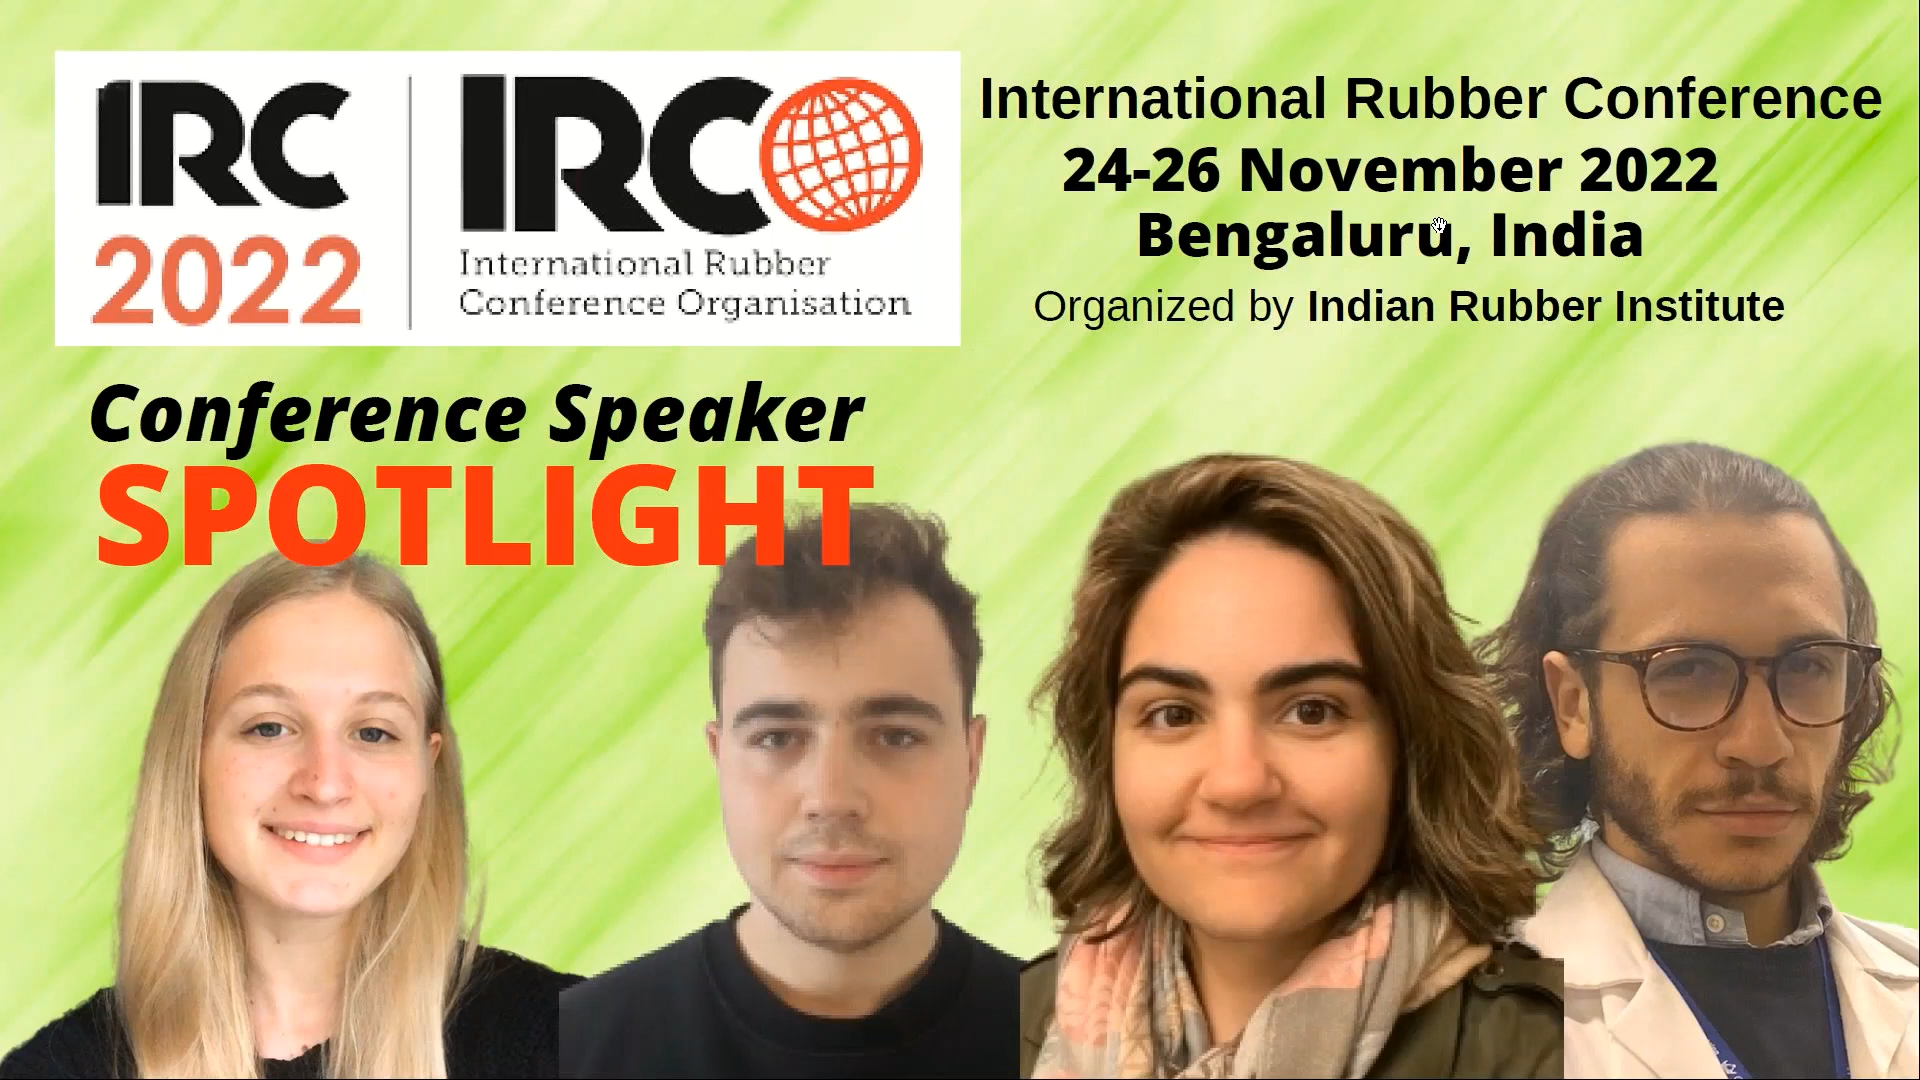 IRC
2022
IRCO
International Rubber
Conference Organisation
International Rubber Conference
24-26 November 2022
Bengaluru, India
Organized by Indian Rubber Institute
Conference Speaker
SPOTLIGHT